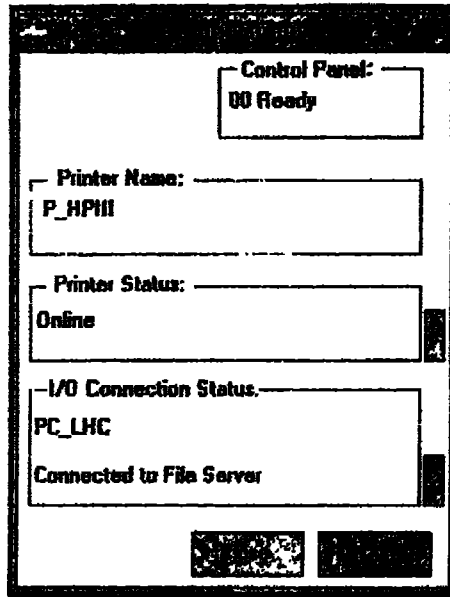 Control Panel:
00 Ready
Printer Name:
P_HPIII
Printer Status:
Online
I/O Connection Status:
PC_LHC
Connected to File Server